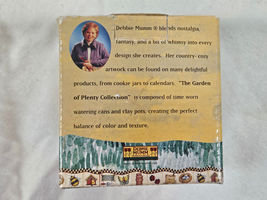 Debbie Mumm ® blends nostalgia,
fantasy, and a bit of whimsy into every
design she creates. Her country- cozy
artwork can be found on many delightful
products, from cookie jars to calendars. "The Garden
of Plenty Collection" is composed of time worn
watering cans and clay pots, creating the perfect
balance of color and texture.
DEBBIE
MUMM